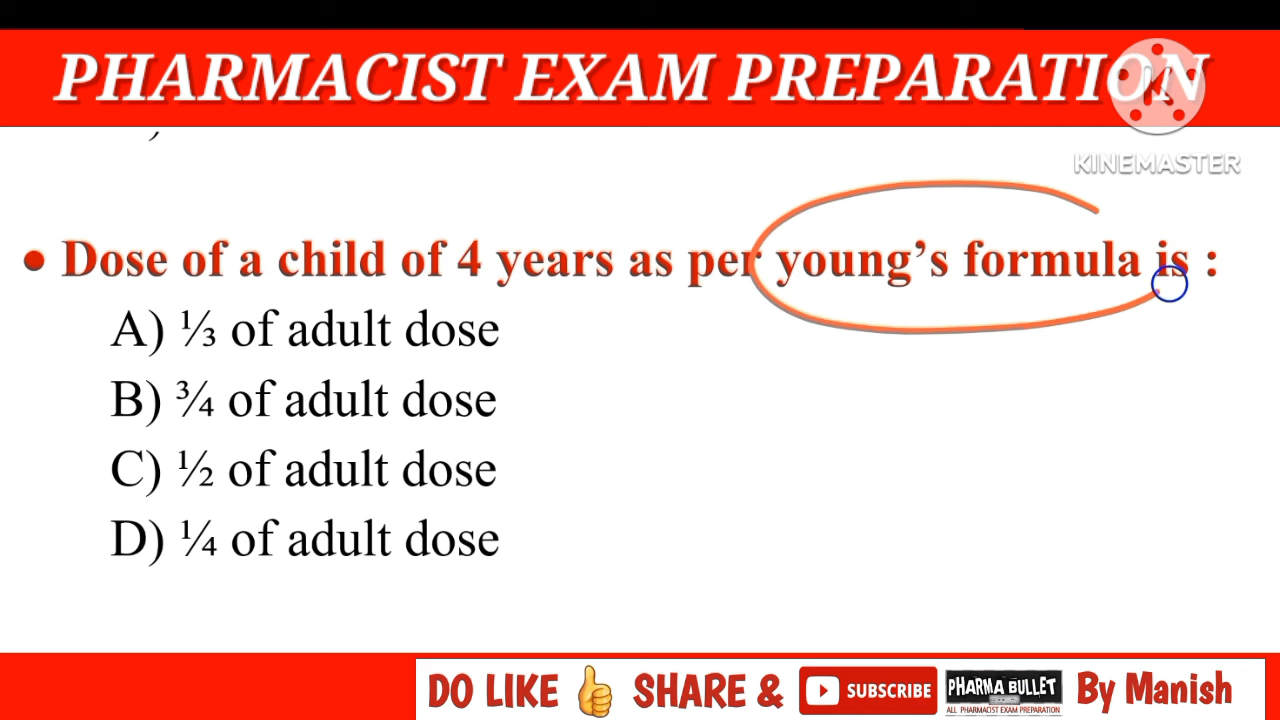 PHARMACIST EXAM PREPARATION
KINEMASTER
• Dose of a child of 4 years as per young’s formula is :
A) ⅓ of adult dose
B) ¾ of adult dose
C) ½ of adult dose
D) ¼ of adult dose
DO LIKE SHARE & SUBSCRIBE PHARMA BULLET By Manish
ALL PHARMACIST EXAM PREPARATION